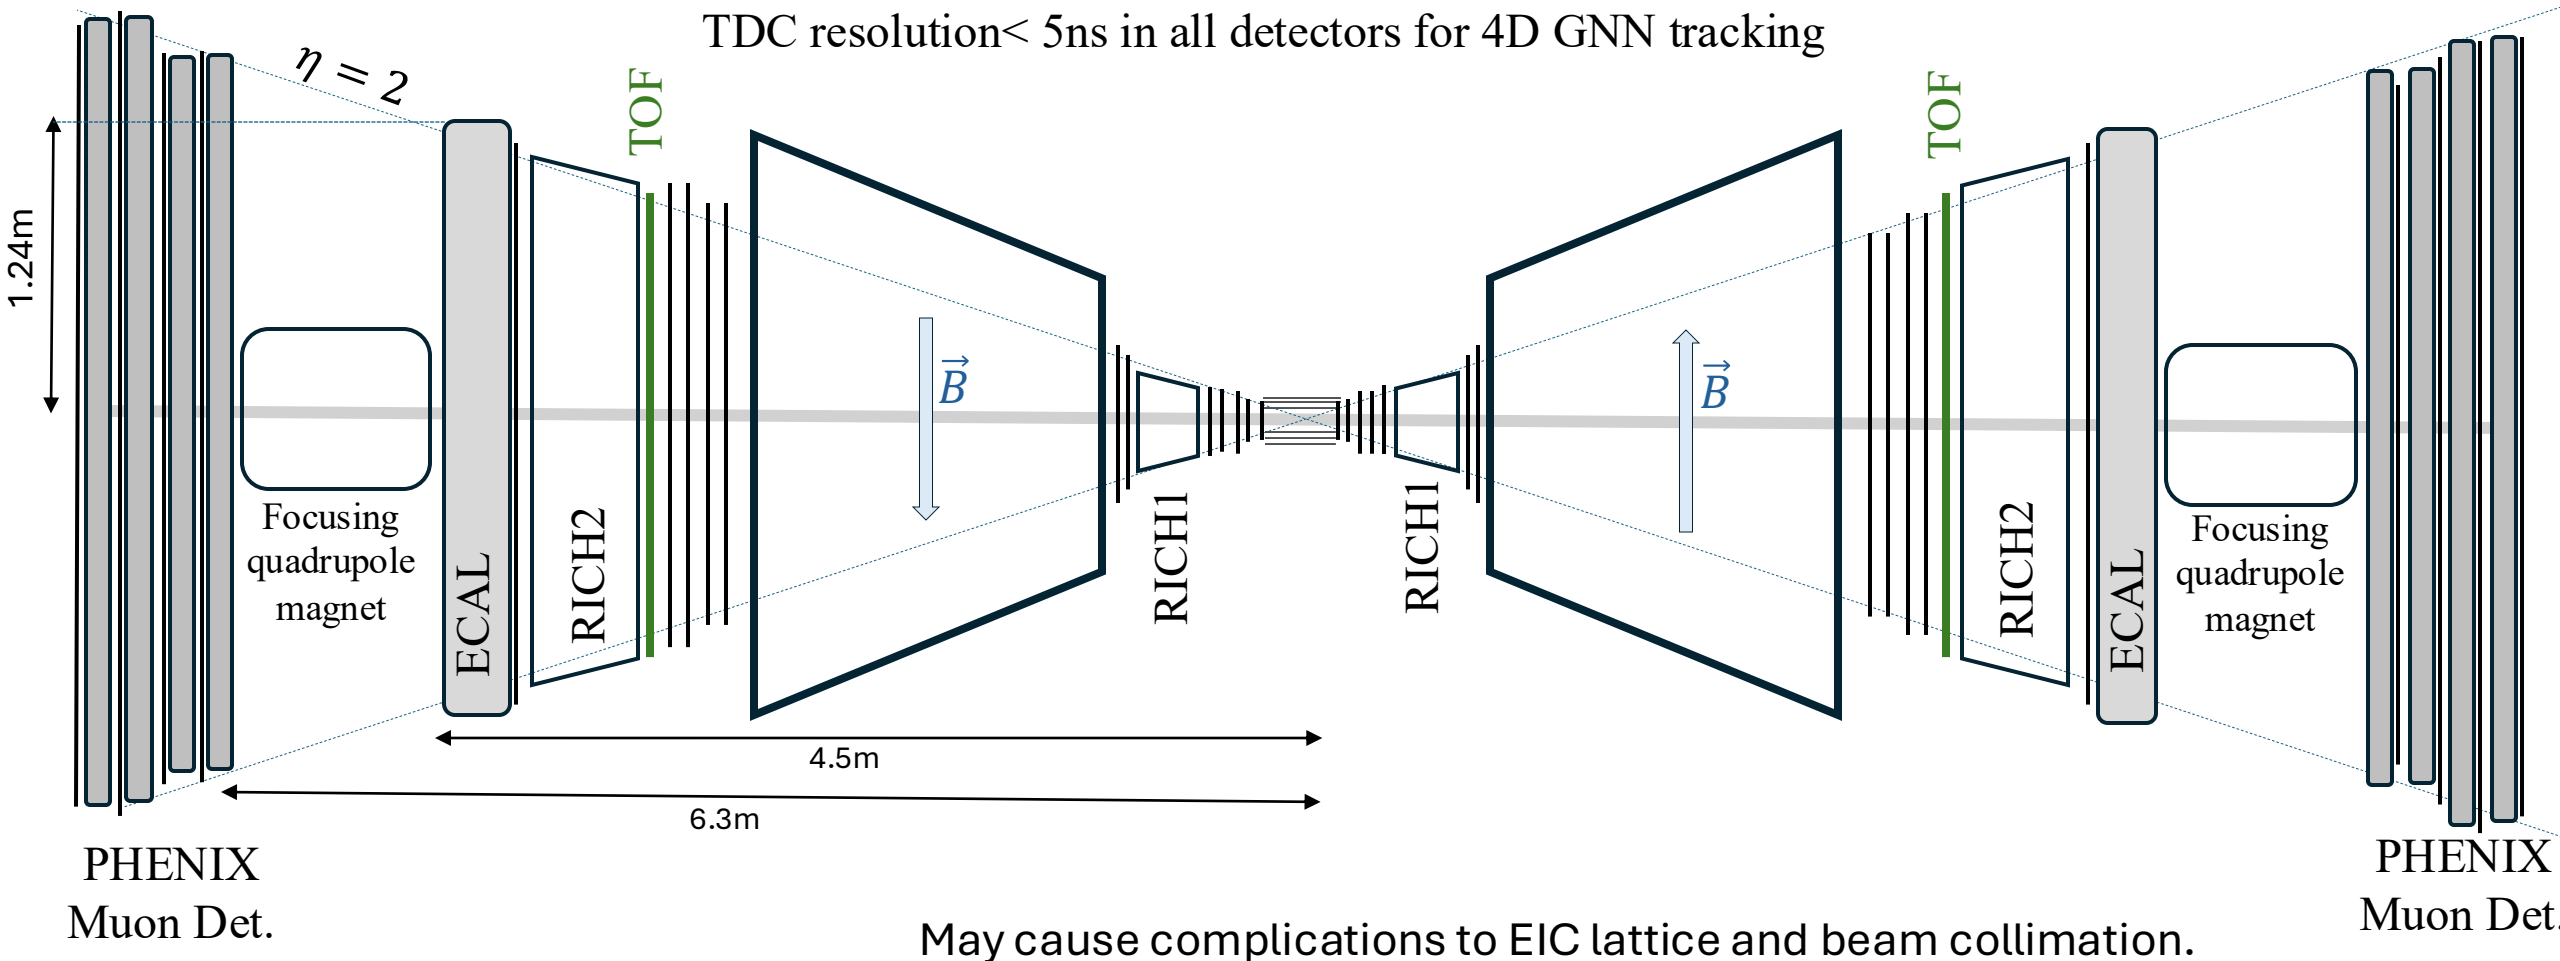 TDC resolution< 5ns in all detectors for 4D GNN tracking
η = 2
TOF
TOF
1.24m
B
B
Focusing
quadrupole
magnet
ECAL
RICH2
RICH1
RICH1
RICH2
ECAL
Focusing
quadrupole
magnet
4.5m
6.3m
PHENIX
Muon Det.
PHENIX
Muon Det.
May cause complications to EIC lattice and beam collimation.